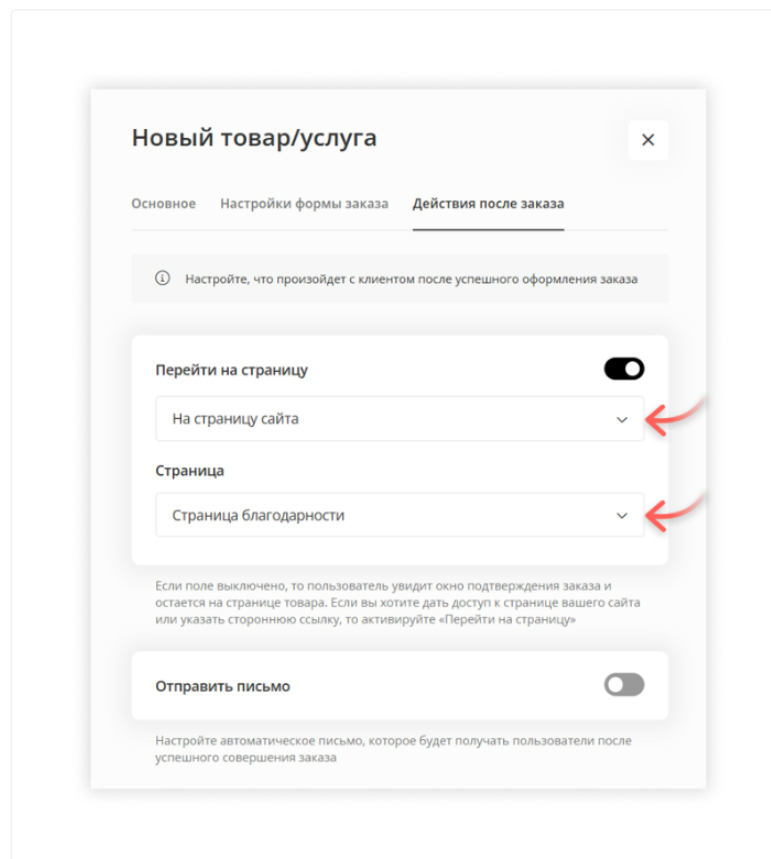 Новый товар/услуга
Основное Настройки формы заказа Действия после заказа
Настройте, что произойдет с клиентом после успешного оформления заказа
Перейти на страницу
На страницу сайта
Страница
Страница благодарности
Если поле выключено, то пользователь увидит окно подтверждения заказа и
остается на странице товара. Если вы хотите дать доступ к странице вашего сайта
или указать стороннюю ссылку, то активируйте «Перейти на страницу»
Отправить письмо
Настройте автоматическое письмо, которое будет получать пользователи после
успешного совершения заказа